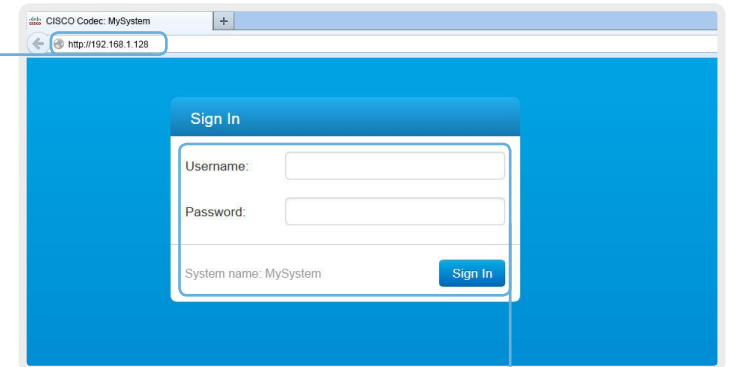 CISCO Codec: MySystem
+
http://192.168.1.128
Sign In
Username:
Password:
System name: MySystem
Sign In